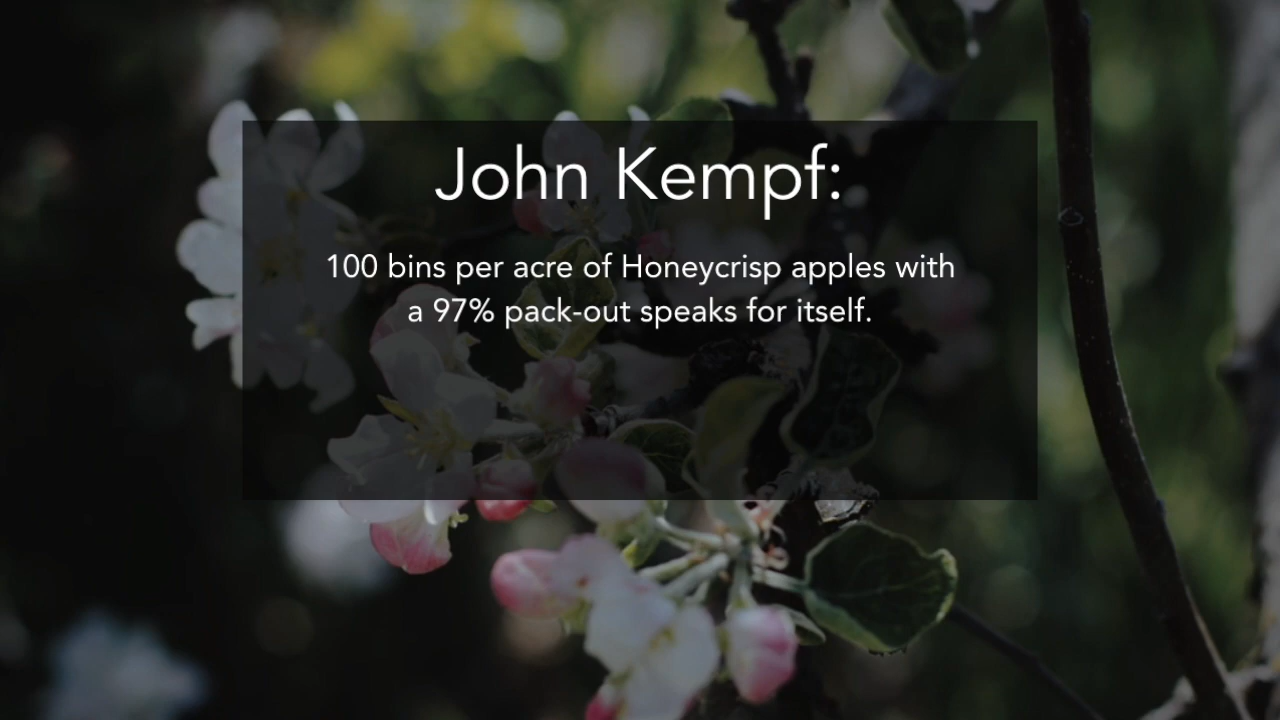 John Kempf:
100 bins per acre of Honeycrisp apples with
a 97% pack-out speaks for itself.